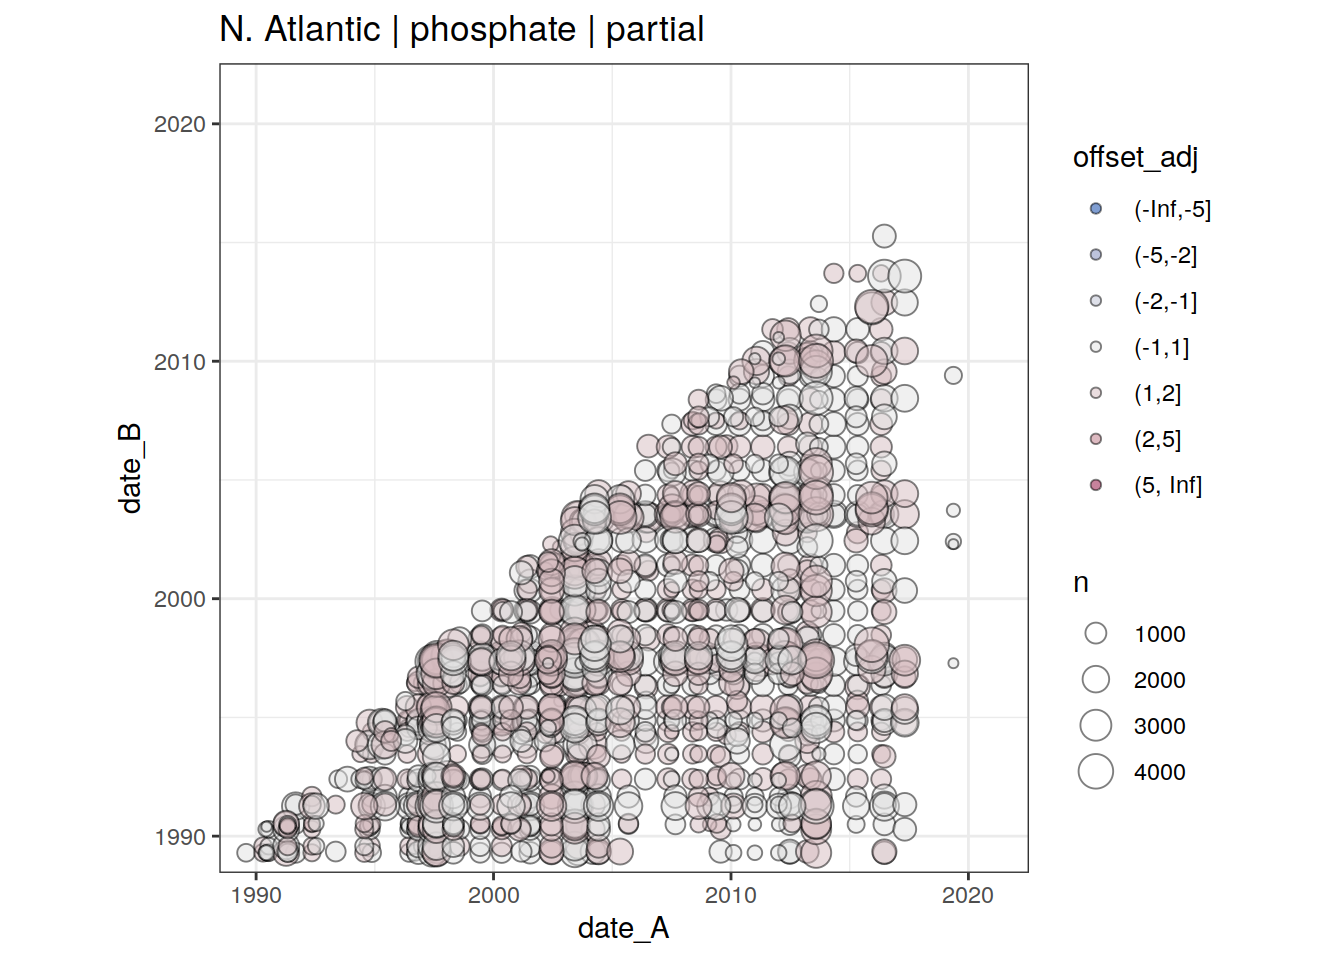 N. Atlantic | phosphate | partial
2020
2010
2000
1990
date_B
1990
2000
2010
2020
date_A
offset_adj
(-Inf,-5]
(-5,-2]
(-2,-1]
(-1,1]
(1,2]
(2,5]
(5, Inf]
n
1000
2000
3000
4000